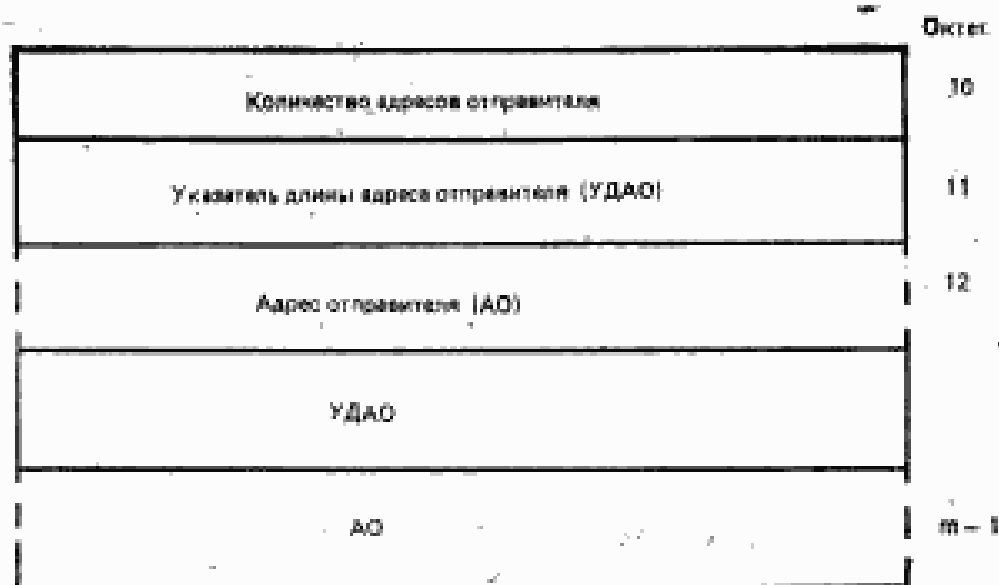 Октет
Количество адресов отправителя 10
Указатель длины адреса отправителя (УДАО) 11
Адрес отправителя (АО) 12
УДАО
АО m – 1